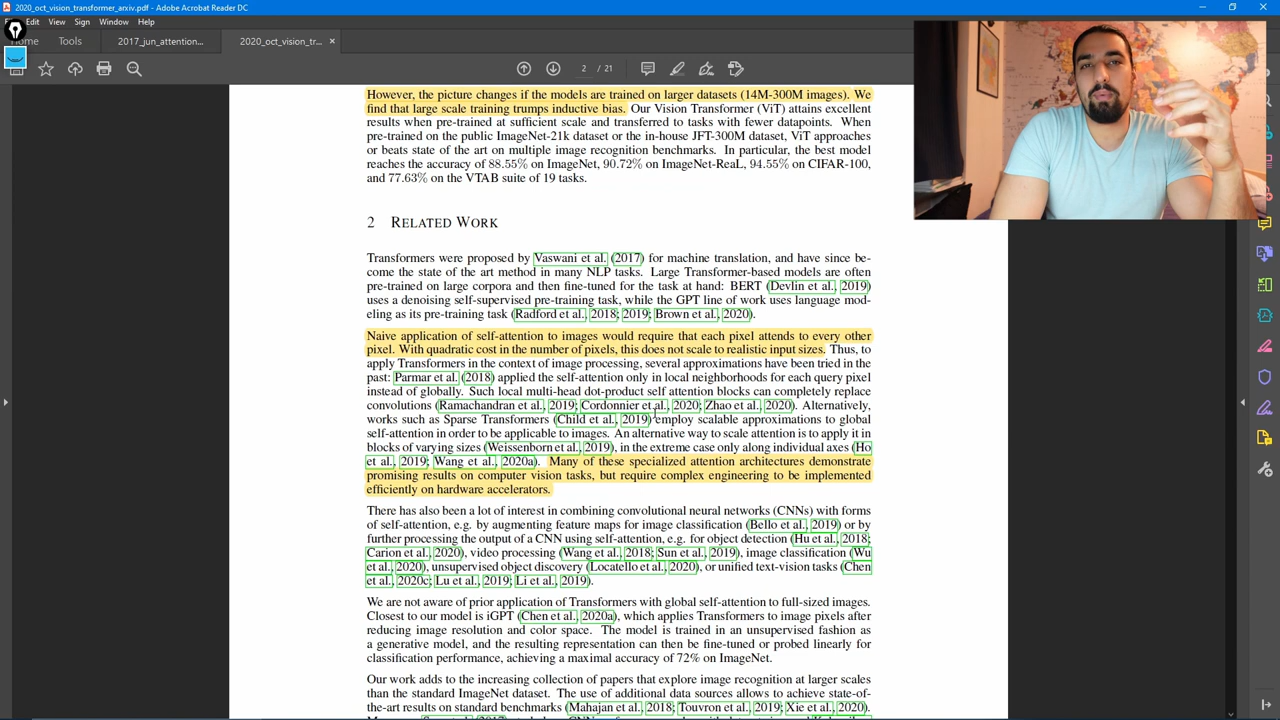 2020_oct_vision_transformer_arxiv.pdf - Adobe Acrobat Reader DC
Edit View Sign Window Help
Home Tools 2017_jun_attention... 2020_oct_vision_tr... ×
2 / 21
However, the picture changes if the models are trained on larger datasets (14M-300M images). We
find that large scale training trumps inductive bias. Our Vision Transformer (ViT) attains excellent
results when pre-trained at sufficient scale and transferred to tasks with fewer datapoints. When
pre-trained on the public ImageNet-21k dataset or the in-house JFT-300M dataset, ViT approaches
or beats state of the art on multiple image recognition benchmarks. In particular, the best model
reaches the accuracy of 88.55% on ImageNet, 90.72% on ImageNet-ReaL, 94.55% on CIFAR-100,
and 77.63% on the VTAB suite of 19 tasks.
2 RELATED WORK
Transformers were proposed by Vaswani et al. (2017) for machine translation, and have since be-
come the state of the art method in many NLP tasks. Large Transformer-based models are often
pre-trained on large corpora and then fine-tuned for the task at hand: BERT (Devlin et al., 2019)
uses a denoising self-supervised pre-training task, while the GPT line of work uses language mod-
eling as its pre-training task (Radford et al., 2018; 2019; Brown et al., 2020).
Naive application of self-attention to images would require that each pixel attends to every other
pixel. With quadratic cost in the number of pixels, this does not scale to realistic input sizes. Thus, to
apply Transformers in the context of image processing, several approximations have been tried in the
past: Parmar et al. (2018) applied the self-attention only in local neighborhoods for each query pixel
instead of globally. Such local multi-head dot-product self attention blocks can completely replace
convolutions (Ramachandran et al., 2019; Cordonnier et al., 2020; Zhao et al., 2020). Alternatively,
works such as Sparse Transformers (Child et al., 2019) employ scalable approximations to global
self-attention in order to be applicable to images. An alternative way to scale attention is to apply it in
blocks of varying sizes (Weissenborn et al., 2019), in the extreme case only along individual axes (Ho
et al., 2019; Wang et al., 2020a). Many of these specialized attention architectures demonstrate
promising results on computer vision tasks, but require complex engineering to be implemented
efficiently on hardware accelerators.
There has also been a lot of interest in combining convolutional neural networks (CNNs) with forms
of self-attention, e.g. by augmenting feature maps for image classification (Bello et al., 2019) or by
further processing the output of a CNN using self-attention, e.g. for object detection (Hu et al., 2018;
Carion et al., 2020), video processing (Wang et al., 2018; Sun et al., 2019), image classification (Wu
et al., 2020), unsupervised object discovery (Locatello et al., 2020), or unified text-vision tasks (Chen
et al., 2020c; Lu et al., 2019; Li et al., 2019).
We are not aware of prior application of Transformers with global self-attention to full-sized images.
Closest to our model is iGPT (Chen et al., 2020a), which applies Transformers to image pixels after
reducing image resolution and color space. The model is trained in an unsupervised fashion as
a generative model, and the resulting representation can then be fine-tuned or probed linearly for
classification performance, achieving a maximal accuracy of 72% on ImageNet.
Our work adds to the increasing collection of papers that explore image recognition at larger scales
than the standard ImageNet dataset. The use of additional data sources allows to achieve state-of-
the-art results on standard benchmarks (Mahajan et al., 2018; Touvron et al., 2019; Xie et al., 2020).